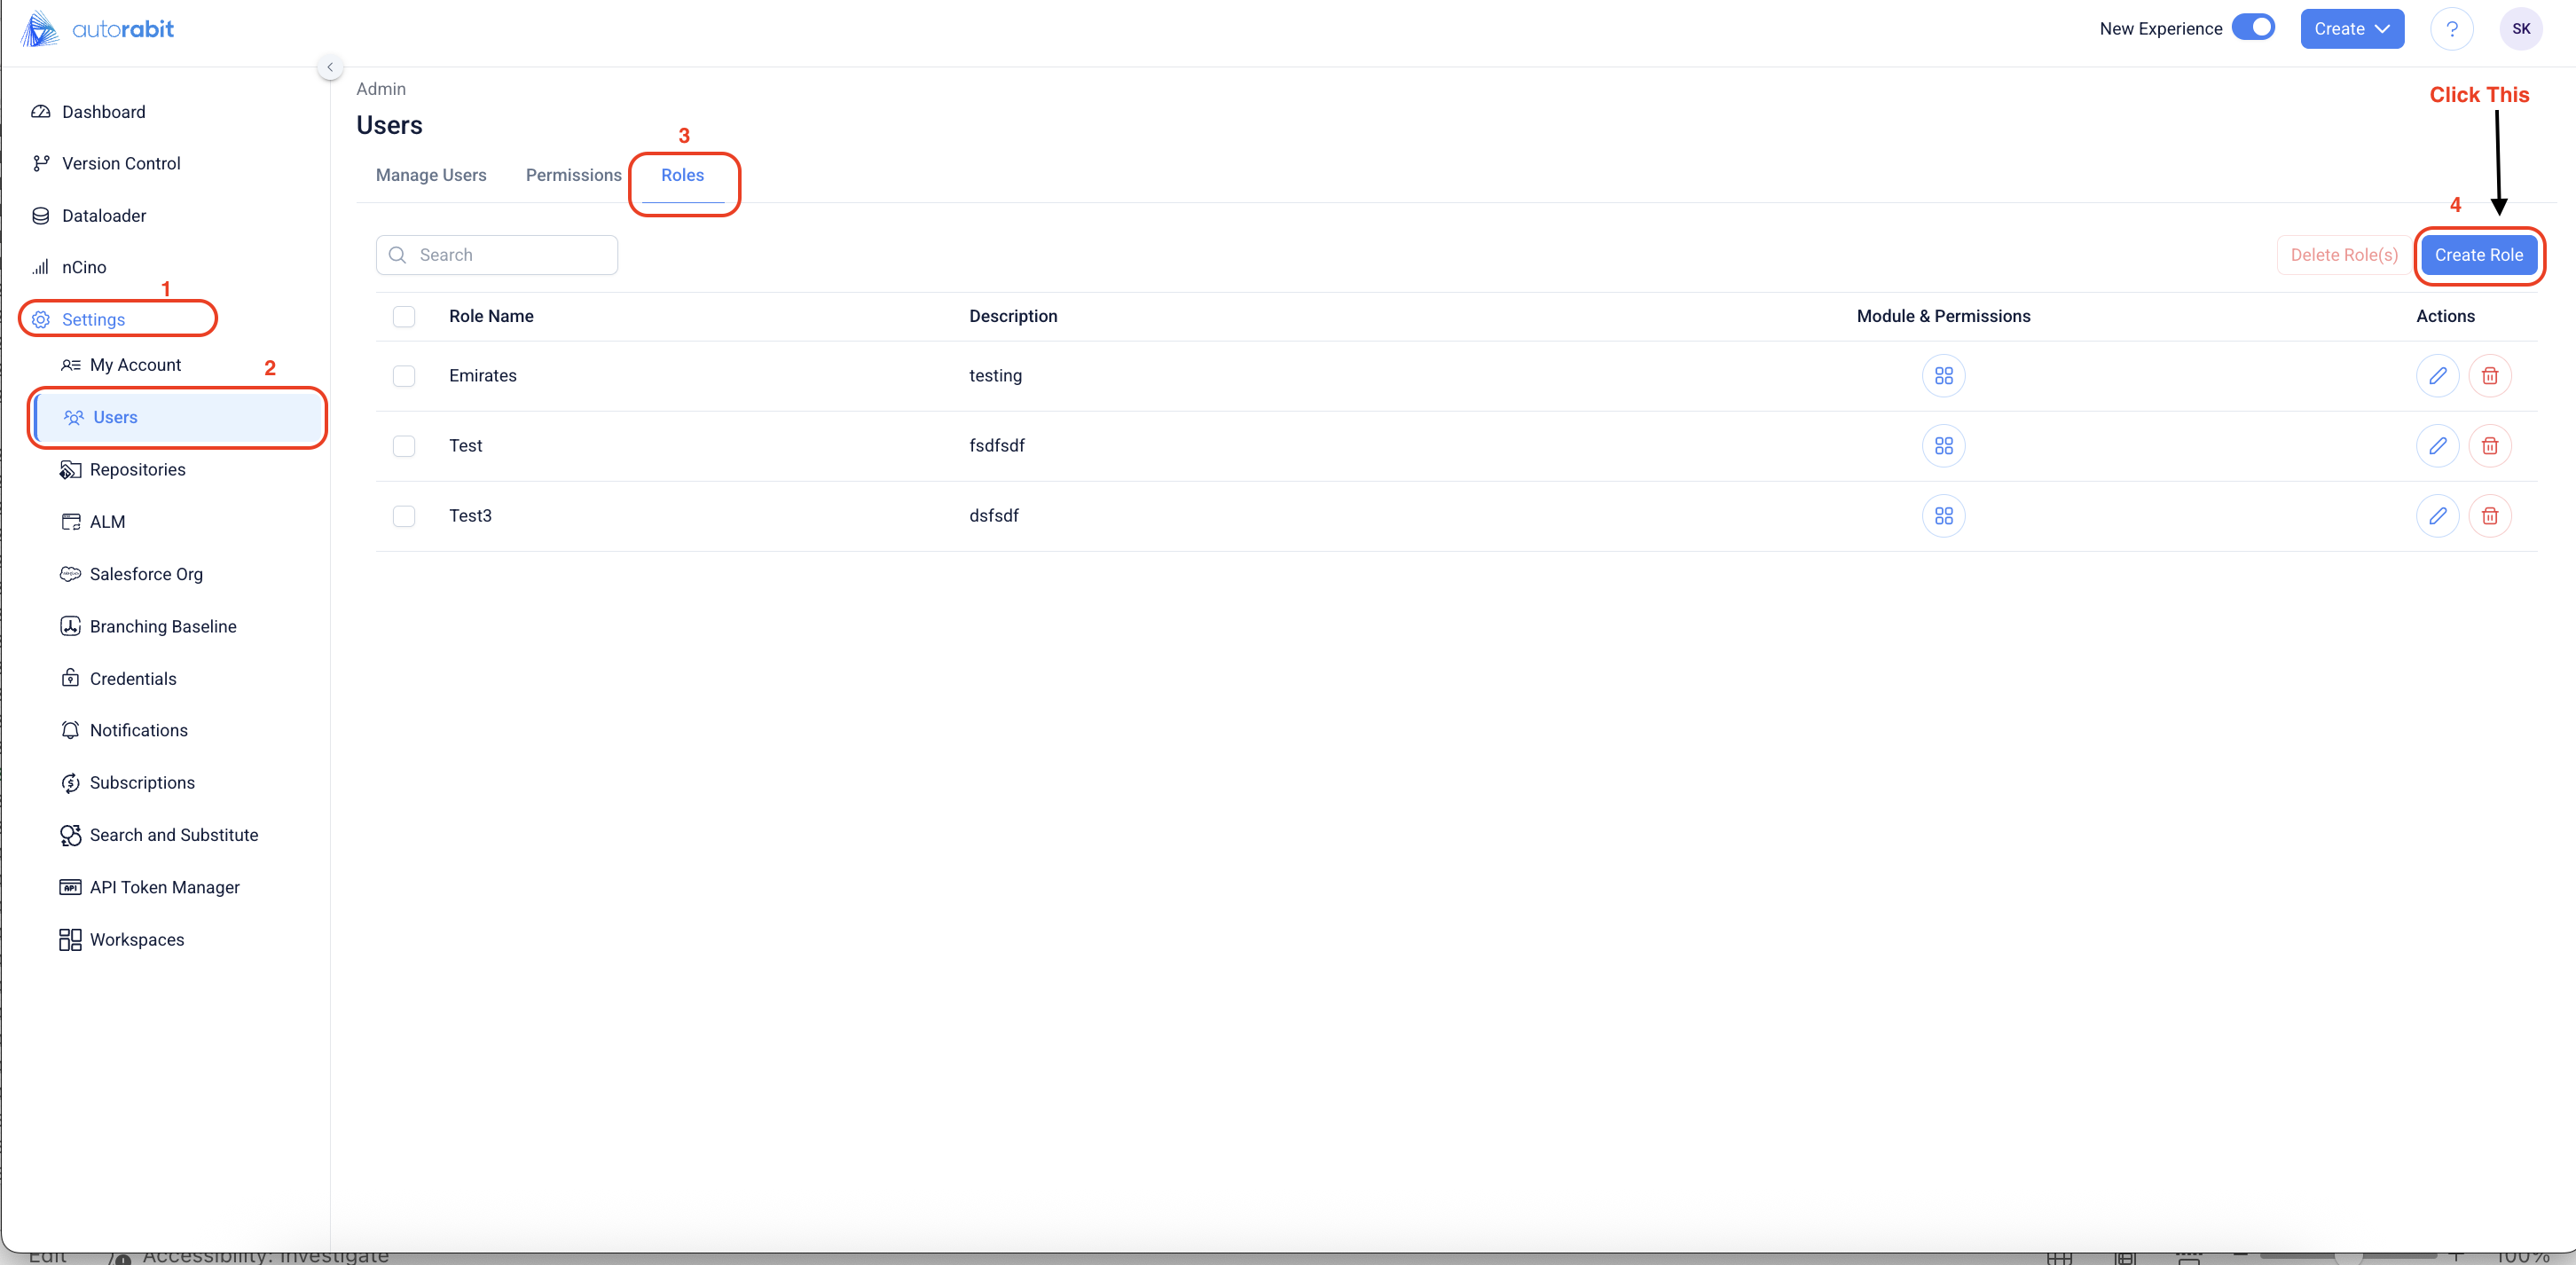 autorabit
New Experience
Create
?
SK
Click This
Admin
Users
3
Manage Users Permissions Roles
4
Search
Delete Role(s)
Create Role
Role Name Description Module & Permissions Actions
Emirates testing
Test fsdfsdf
Test3 dsfsdf
Dashboard
Version Control
Dataloader
nCino
1
Settings
My Account
2
Users
Repositories
ALM
Salesforce Org
Branching Baseline
Credentials
Notifications
Subscriptions
Search and Substitute
API Token Manager
Workspaces
Edit
Accessibility: Investigate
100%